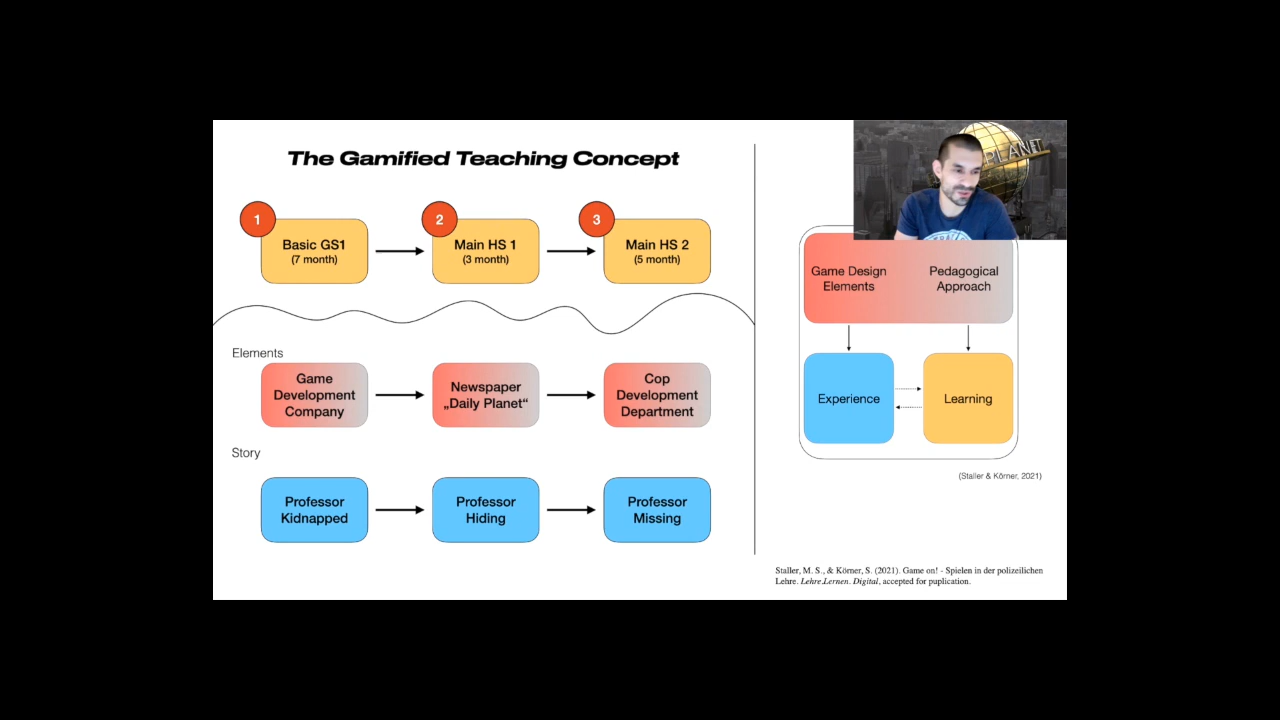 The Gamified Teaching Concept
1
2
3
Basic GS1
(7 month)
Main HS 1
(3 month)
Main HS 2
(5 month)
Elements
Game
Development
Company
Newspaper
„Daily Planet“
Cop
Development
Department
Story
Professor
Kidnapped
Professor
Hiding
Professor
Missing
PLANET
Game Design
Elements
Pedagogical
Approach
Experience
Learning
(Staller & Körner, 2021)
Staller, M. S., & Körner, S. (2021). Game on! - Spielen in der polizeilichen
Lehre. Lehre.Lernen. Digital, accepted for puplication.